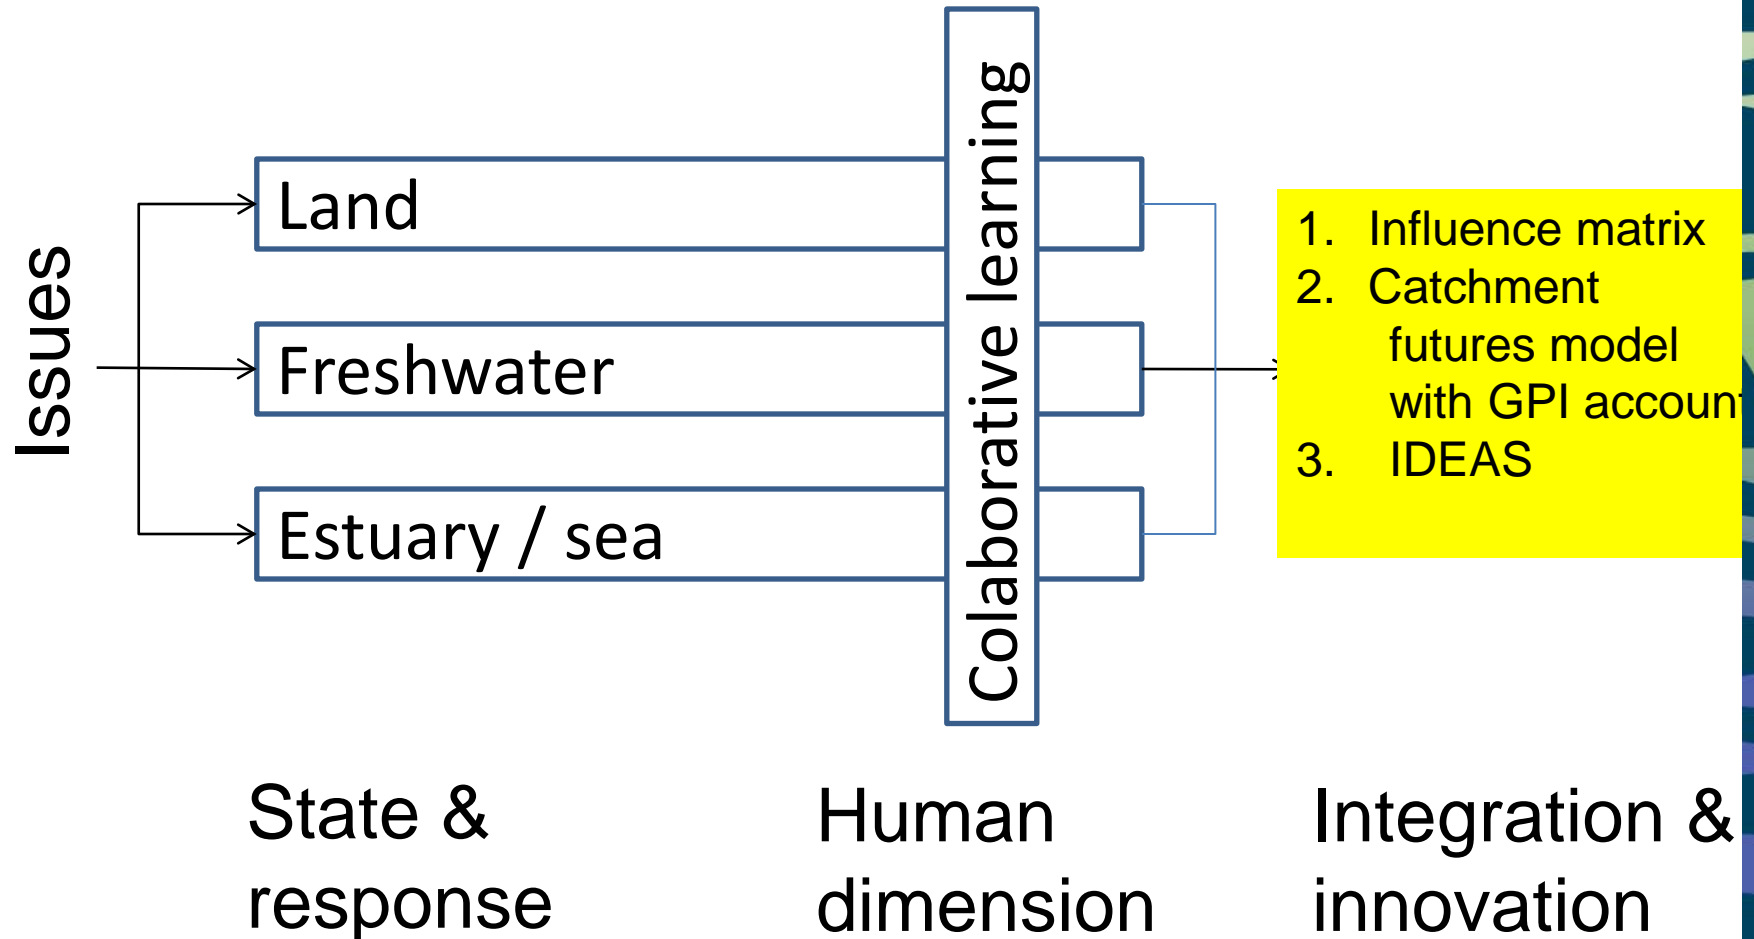 Issues
Land
Freshwater
Estuary / sea
Colaborative learning
1. Influence matrix
2. Catchment
futures model
with GPI account
3. IDEAS
State &
response
Human
dimension
Integration &
innovation